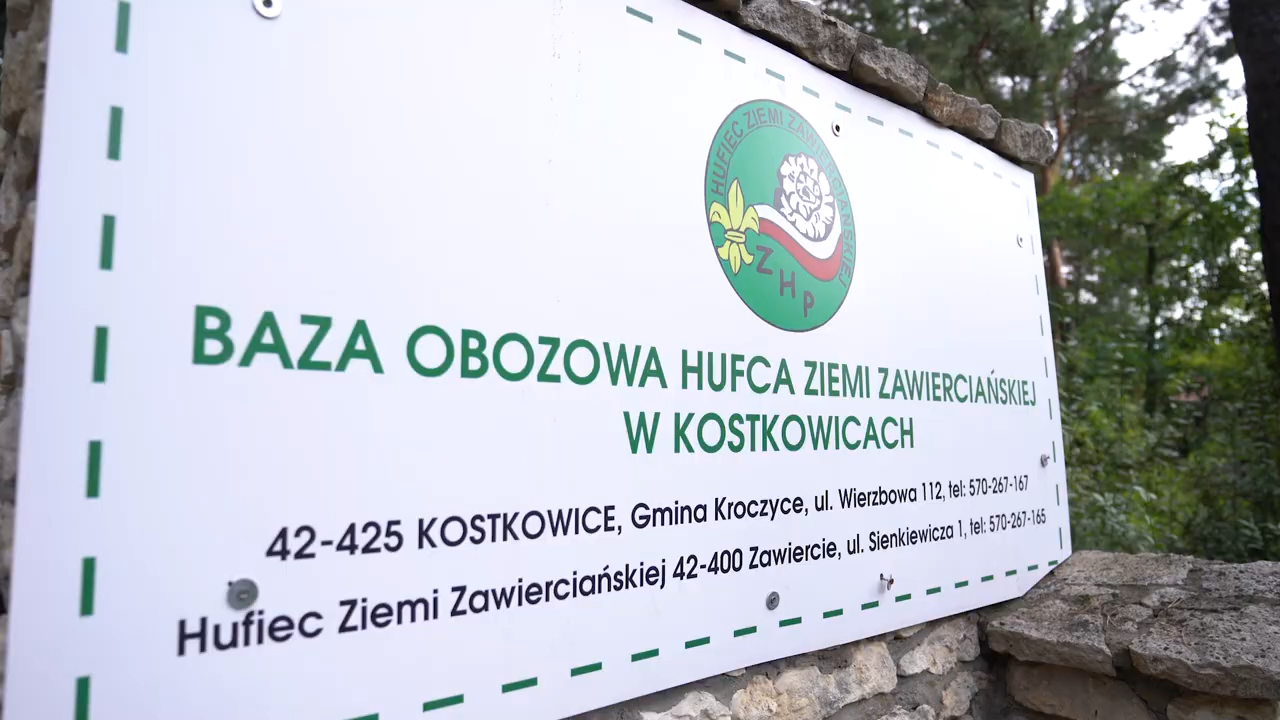 HUFIEC ZIEMI ZAWIERCIAŃSKIEJ
ZHP
BAZA OBOZOWA HUFCA ZIEMI ZAWIERCIAŃSKIEJ
W KOSTKOWICACH
42-425 KOSTKOWICE, Gmina Kroczyce, ul. Wierzbowa 112, tel: 570-267-167
Hufiec Ziemi Zawierciańskiej 42-400 Zawiercie, ul. Sienkiewicza 1, tel: 570-267-165